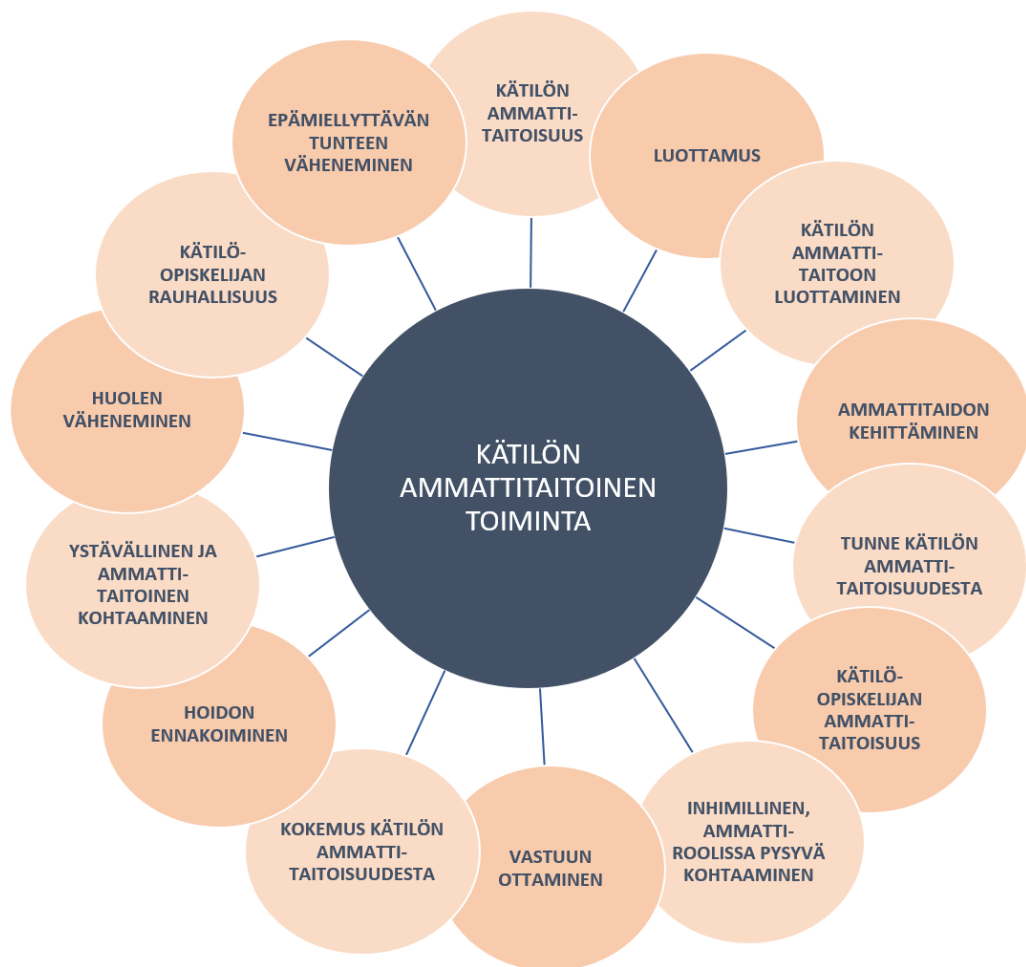 KÄTILÖN
AMMATTI-
TAITOISUUS
LUOTTAMUS
KÄTILÖN
AMMATTI-
TAITOON
LUOTTAMINEN
AMMATTITAIDON
KEHITTÄMINEN
TUNNE KÄTILÖN
AMMATTI-
TAITOISUUDESTA
KÄTILÖ-
OPISKELIJAN
AMMATTI-
TAITOISUUS
INHIMILLINEN,
AMMATTI-
ROOLISSA PYSYVÄ
KOHTAAMINEN
VASTUUN
OTTAMINEN
KOKEMUS KÄTILÖN
AMMATTI-
TAITOISUUDESTA
HOIDON
ENNAKOIMINEN
YSTÄVÄLLINEN JA
AMMATTI-
TAITOINEN
KOHTAAMINEN
HUOLEN
VÄHENEMINEN
KÄTILÖ-
OPISKELIJAN
RAUHALLISUUS
EPÄMIELLYTTÄVÄN
TUNTEEN
VÄHENEMINEN
KÄTILÖN
AMMATTITAITOINEN
TOIMINTA